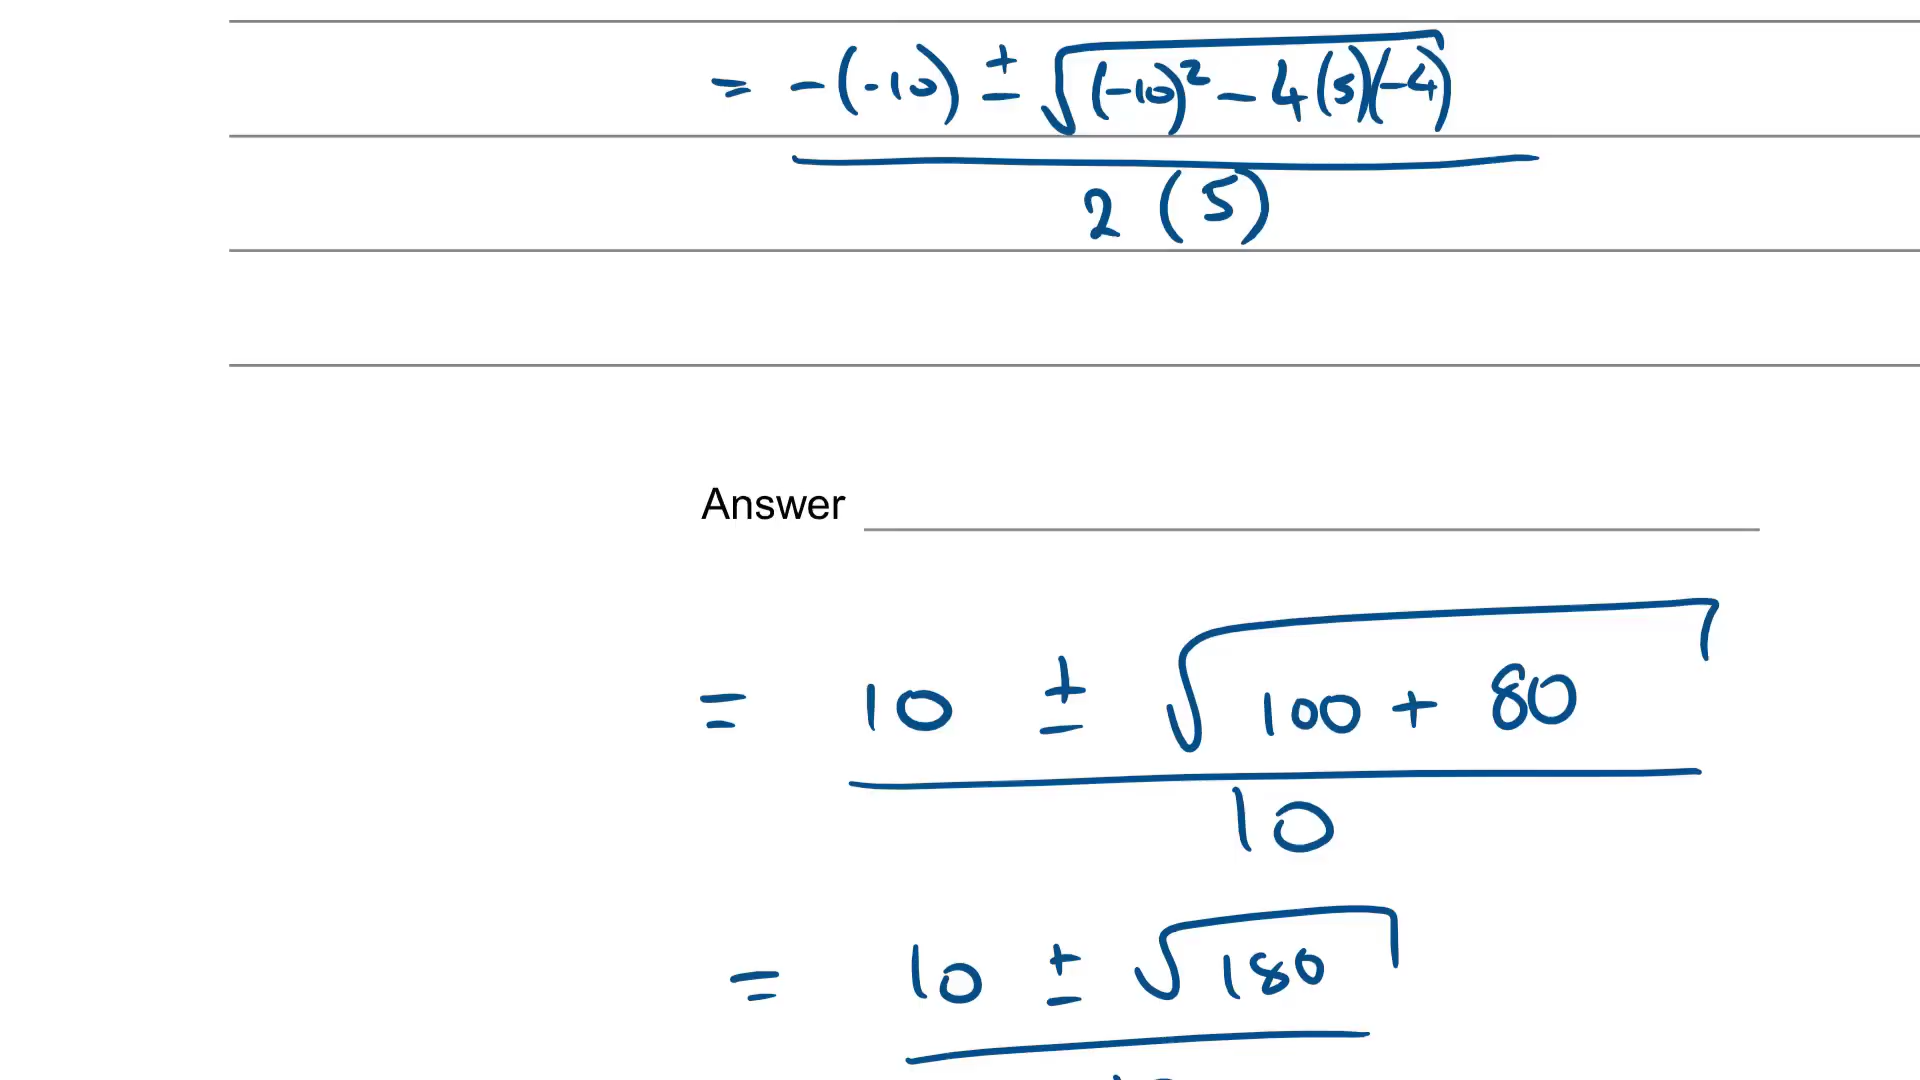 = -(-10) ± √(-10)² - 4(5)(-4)
2 (5)
Answer
= 10 ± √100 + 80
10
= 10 ± √180